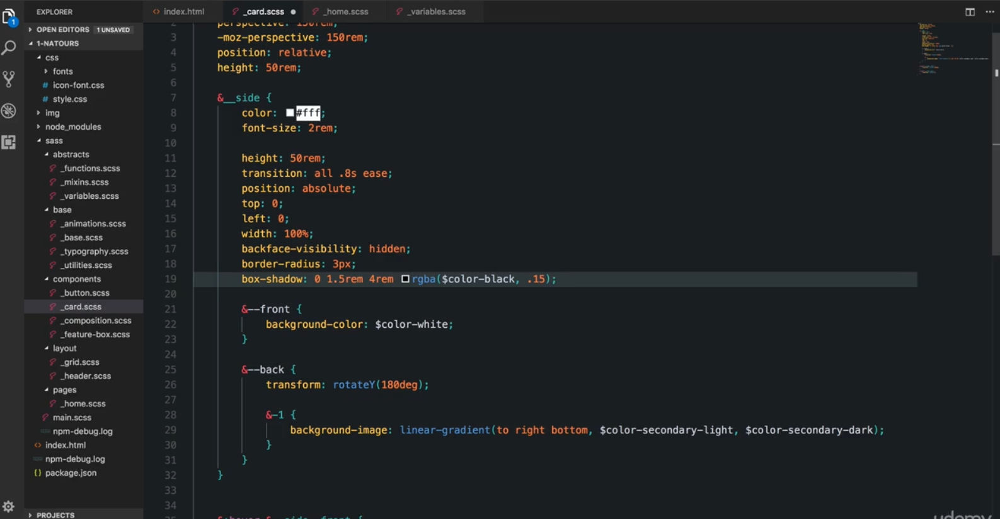 EXPLORER
OPEN EDITORS 1 UNSAVED
1-NATOURS
css
fonts
# icon-font.css
# style.css
img
node_modules
sass
abstracts
_functions.scss
_mixins.scss
_variables.scss
base
_animations.scss
_base.scss
_typography.scss
_utilities.scss
components
_button.scss
_card.scss
_composition.scss
_feature-box.scss
layout
_grid.scss
_header.scss
pages
_home.scss
main.scss
npm-debug.log
<> index.html
npm-debug.log
{} package.json
PROJECTS
1
<> index.html _card.scss ● _home.scss _variables.scss
2 perspective: 150rem;
3 -moz-perspective: 150rem;
4 position: relative;
5 height: 50rem;
6
7 &__side {
8 color: #fff;
9 font-size: 2rem;
10
11 height: 50rem;
12 transition: all .8s ease;
13 position: absolute;
14 top: 0;
15 left: 0;
16 width: 100%;
17 backface-visibility: hidden;
18 border-radius: 3px;
19 box-shadow: 0 1.5rem 4rem rgba($color-black, .15);
20
21 &--front {
22 background-color: $color-white;
23 }
24
25 &--back {
26 transform: rotateY(180deg);
27
28 &-1 {
29 background-image: linear-gradient(to right bottom, $color-secondary-light, $color-secondary-dark);
30 }
31 }
32 }
33
34
35 &:hover &__side--front {
udemy